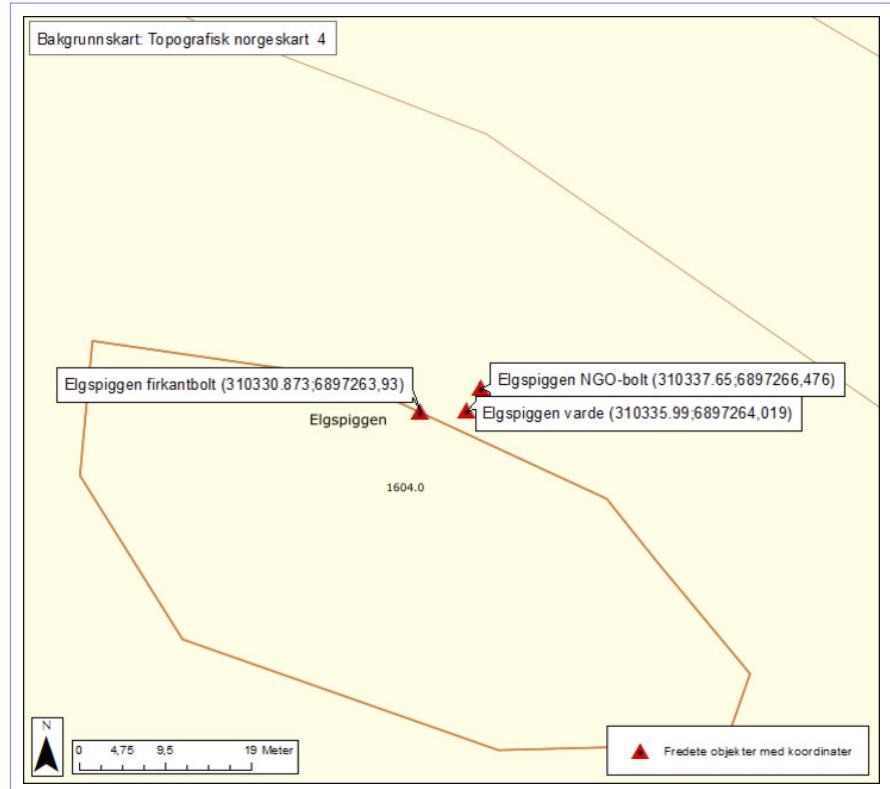 Bakgrunnskart: Topografisk norgeskart 4
Elgspiggen NGO-bolt (310337.65;6897266,476)
Elgspiggen firkantbolt (310330.873;6897263,93)
Elgspiggen varde (310335.99;6897264,019)
Elgspiggen
1604.0
N
0 4,75 9,5 19 Meter
Fredete objekter med koordinater